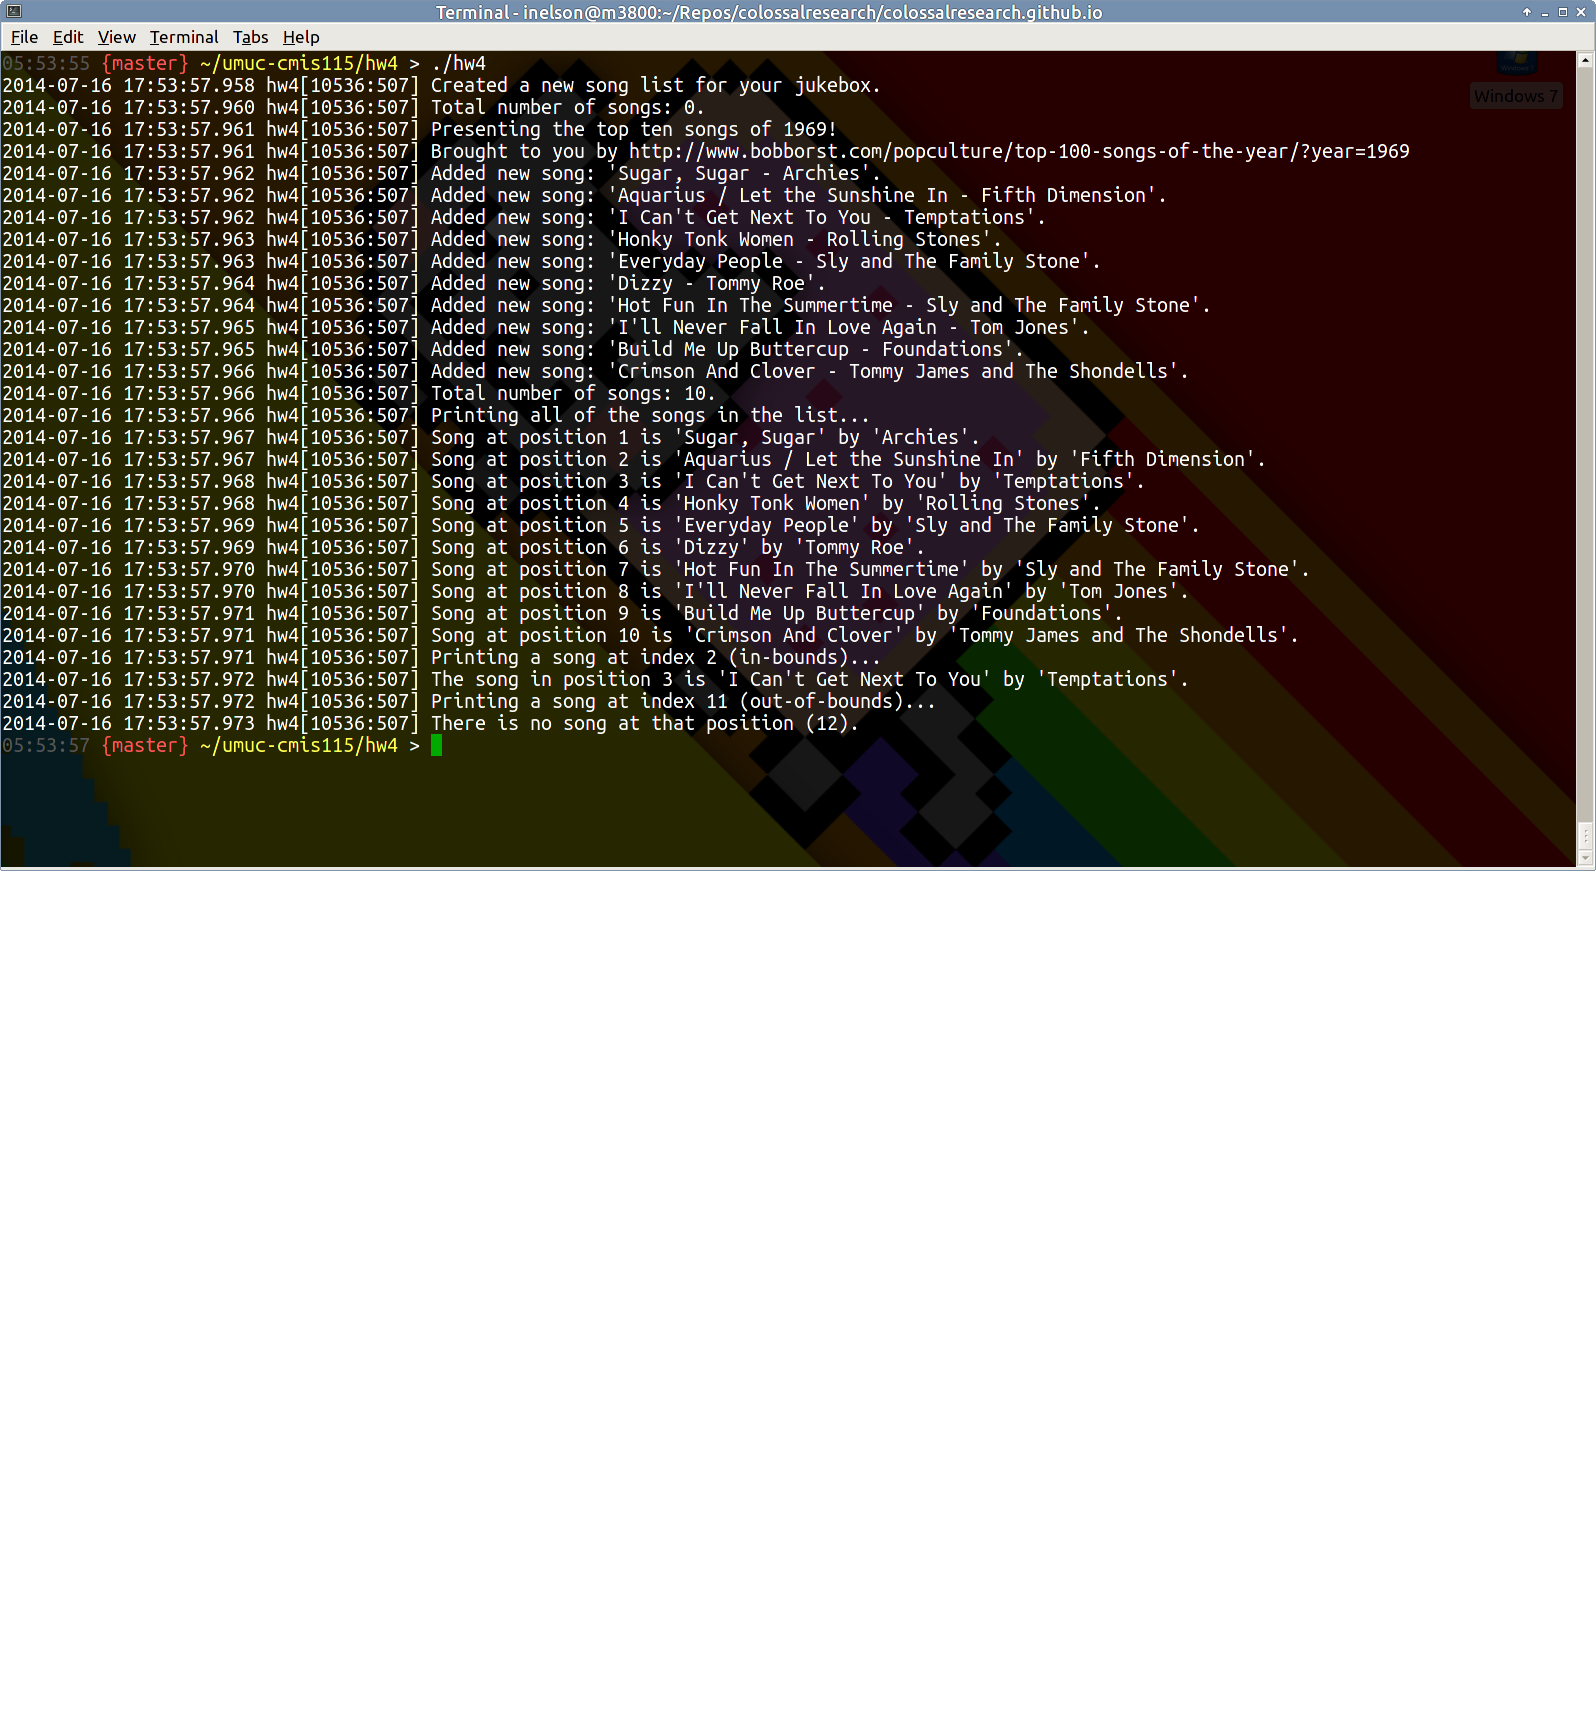 Terminal - inelson@m3800:~/Repos/colossalresearch/colossalresearch.github.io
File Edit View Terminal Tabs Help
05:53:55 {master} ~/umuc-cmis115/hw4 > ./hw4
2014-07-16 17:53:57.958 hw4[10536:507] Created a new song list for your jukebox.
2014-07-16 17:53:57.960 hw4[10536:507] Total number of songs: 0.
2014-07-16 17:53:57.961 hw4[10536:507] Presenting the top ten songs of 1969!
2014-07-16 17:53:57.961 hw4[10536:507] Brought to you by http://www.bobborst.com/popculture/top-100-songs-of-the-year/?year=1969
2014-07-16 17:53:57.962 hw4[10536:507] Added new song: 'Sugar, Sugar - Archies'.
2014-07-16 17:53:57.962 hw4[10536:507] Added new song: 'Aquarius / Let the Sunshine In - Fifth Dimension'.
2014-07-16 17:53:57.962 hw4[10536:507] Added new song: 'I Can't Get Next To You - Temptations'.
2014-07-16 17:53:57.963 hw4[10536:507] Added new song: 'Honky Tonk Women - Rolling Stones'.
2014-07-16 17:53:57.963 hw4[10536:507] Added new song: 'Everyday People - Sly and The Family Stone'.
2014-07-16 17:53:57.964 hw4[10536:507] Added new song: 'Dizzy - Tommy Roe'.
2014-07-16 17:53:57.964 hw4[10536:507] Added new song: 'Hot Fun In The Summertime - Sly and The Family Stone'.
2014-07-16 17:53:57.965 hw4[10536:507] Added new song: 'I'll Never Fall In Love Again - Tom Jones'.
2014-07-16 17:53:57.965 hw4[10536:507] Added new song: 'Build Me Up Buttercup - Foundations'.
2014-07-16 17:53:57.966 hw4[10536:507] Added new song: 'Crimson And Clover - Tommy James and The Shondells'.
2014-07-16 17:53:57.966 hw4[10536:507] Total number of songs: 10.
2014-07-16 17:53:57.966 hw4[10536:507] Printing all of the songs in the list...
2014-07-16 17:53:57.967 hw4[10536:507] Song at position 1 is 'Sugar, Sugar' by 'Archies'.
2014-07-16 17:53:57.967 hw4[10536:507] Song at position 2 is 'Aquarius / Let the Sunshine In' by 'Fifth Dimension'.
2014-07-16 17:53:57.968 hw4[10536:507] Song at position 3 is 'I Can't Get Next To You' by 'Temptations'.
2014-07-16 17:53:57.968 hw4[10536:507] Song at position 4 is 'Honky Tonk Women' by 'Rolling Stones'.
2014-07-16 17:53:57.969 hw4[10536:507] Song at position 5 is 'Everyday People' by 'Sly and The Family Stone'.
2014-07-16 17:53:57.969 hw4[10536:507] Song at position 6 is 'Dizzy' by 'Tommy Roe'.
2014-07-16 17:53:57.970 hw4[10536:507] Song at position 7 is 'Hot Fun In The Summertime' by 'Sly and The Family Stone'.
2014-07-16 17:53:57.970 hw4[10536:507] Song at position 8 is 'I'll Never Fall In Love Again' by 'Tom Jones'.
2014-07-16 17:53:57.971 hw4[10536:507] Song at position 9 is 'Build Me Up Buttercup' by 'Foundations'.
2014-07-16 17:53:57.971 hw4[10536:507] Song at position 10 is 'Crimson And Clover' by 'Tommy James and The Shondells'.
2014-07-16 17:53:57.971 hw4[10536:507] Printing a song at index 2 (in-bounds)...
2014-07-16 17:53:57.972 hw4[10536:507] The song in position 3 is 'I Can't Get Next To You' by 'Temptations'.
2014-07-16 17:53:57.972 hw4[10536:507] Printing a song at index 11 (out-of-bounds)...
2014-07-16 17:53:57.973 hw4[10536:507] There is no song at that position (12).
05:53:57 {master} ~/umuc-cmis115/hw4 >
Windows 7